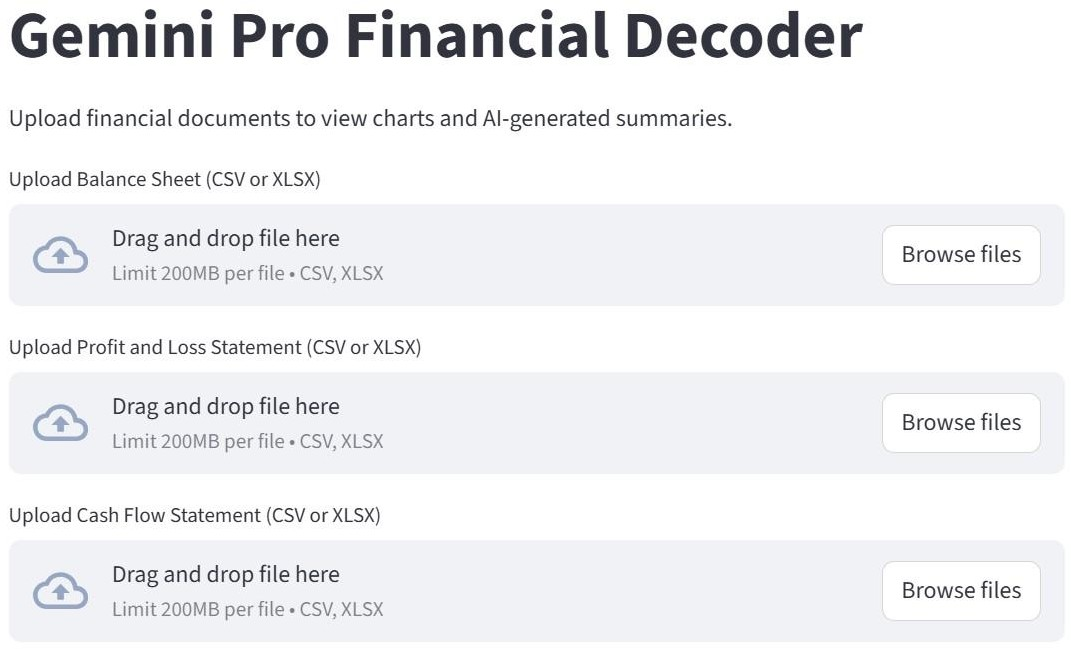 Gemini Pro Financial Decoder
Upload financial documents to view charts and AI-generated summaries.
Upload Balance Sheet (CSV or XLSX)
Drag and drop file here
Limit 200MB per file • CSV, XLSX
Browse files
Upload Profit and Loss Statement (CSV or XLSX)
Drag and drop file here
Limit 200MB per file • CSV, XLSX
Browse files
Upload Cash Flow Statement (CSV or XLSX)
Drag and drop file here
Limit 200MB per file • CSV, XLSX
Browse files